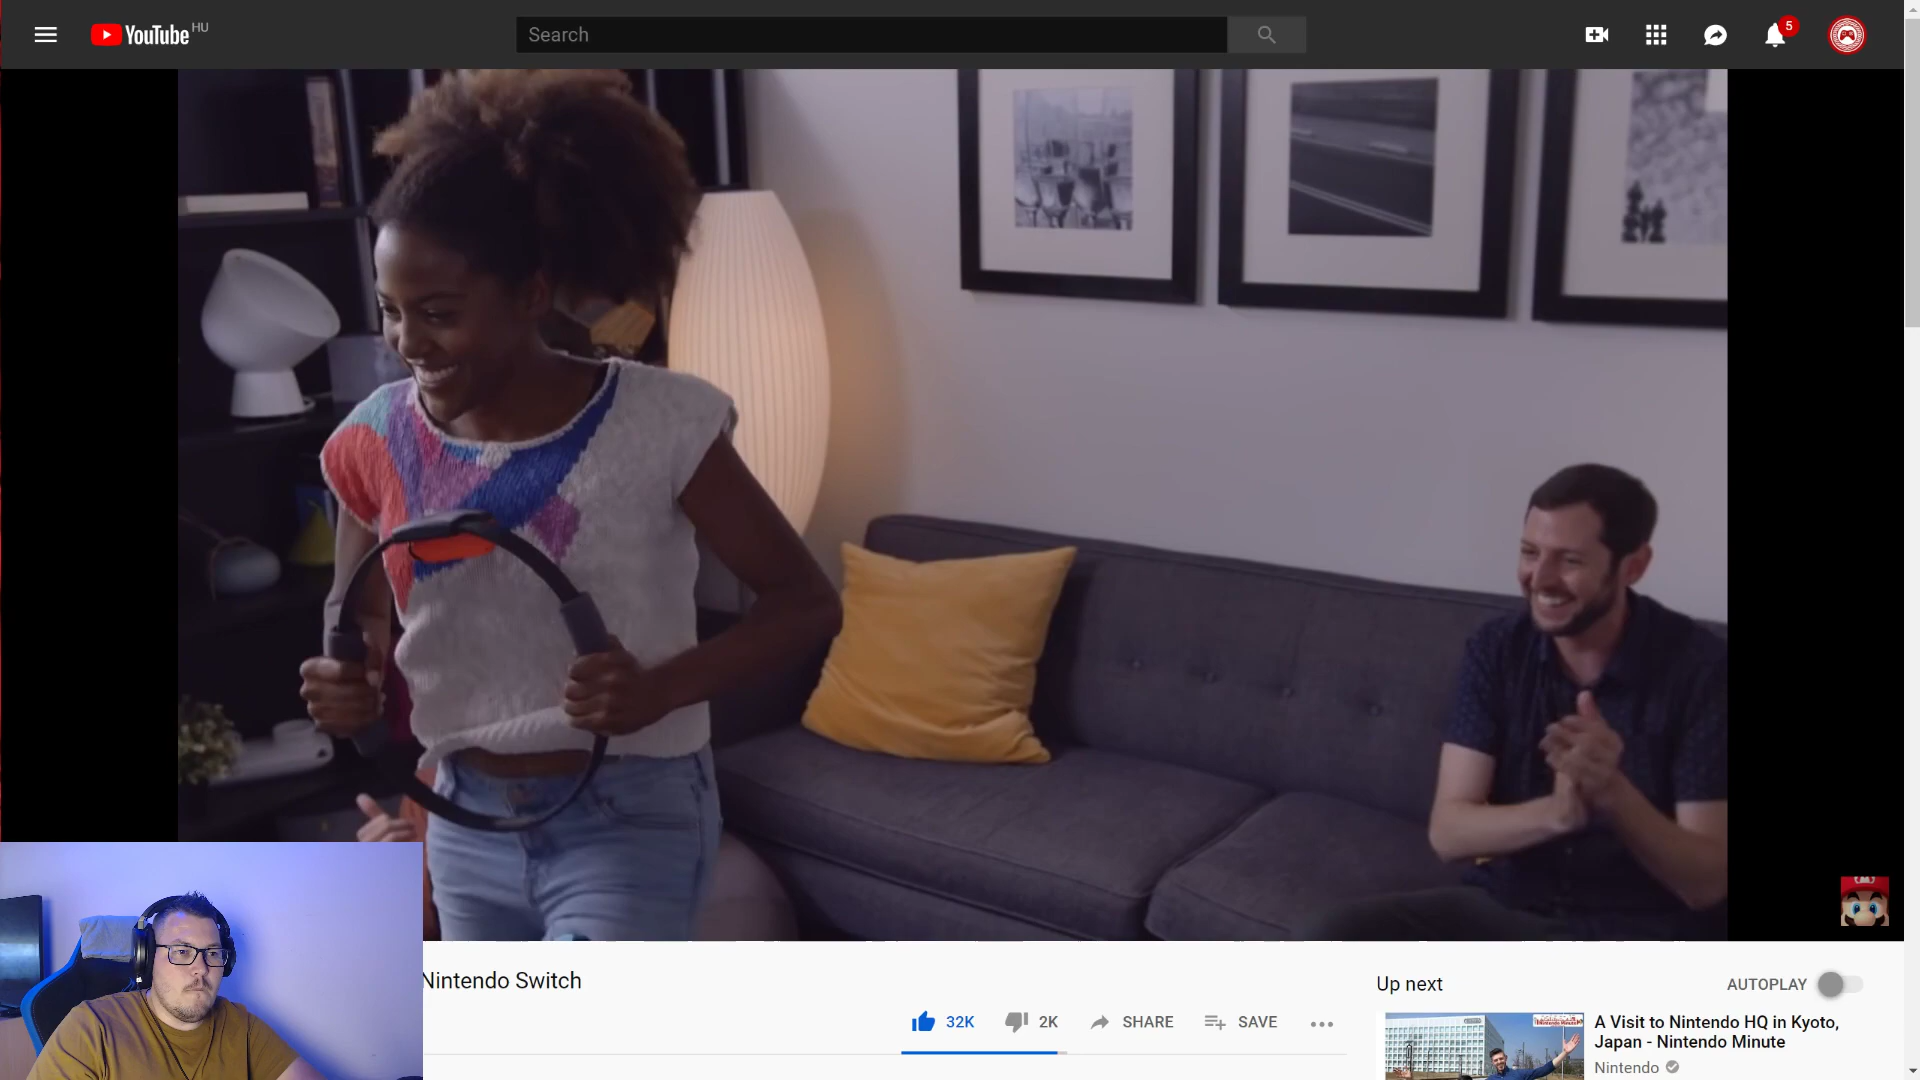 YouTube HU
Search
5
Nintendo Switch
32K
2K
SHARE
SAVE
Up next
AUTOPLAY
A Visit to Nintendo HQ in Kyoto,
Japan - Nintendo Minute
Nintendo